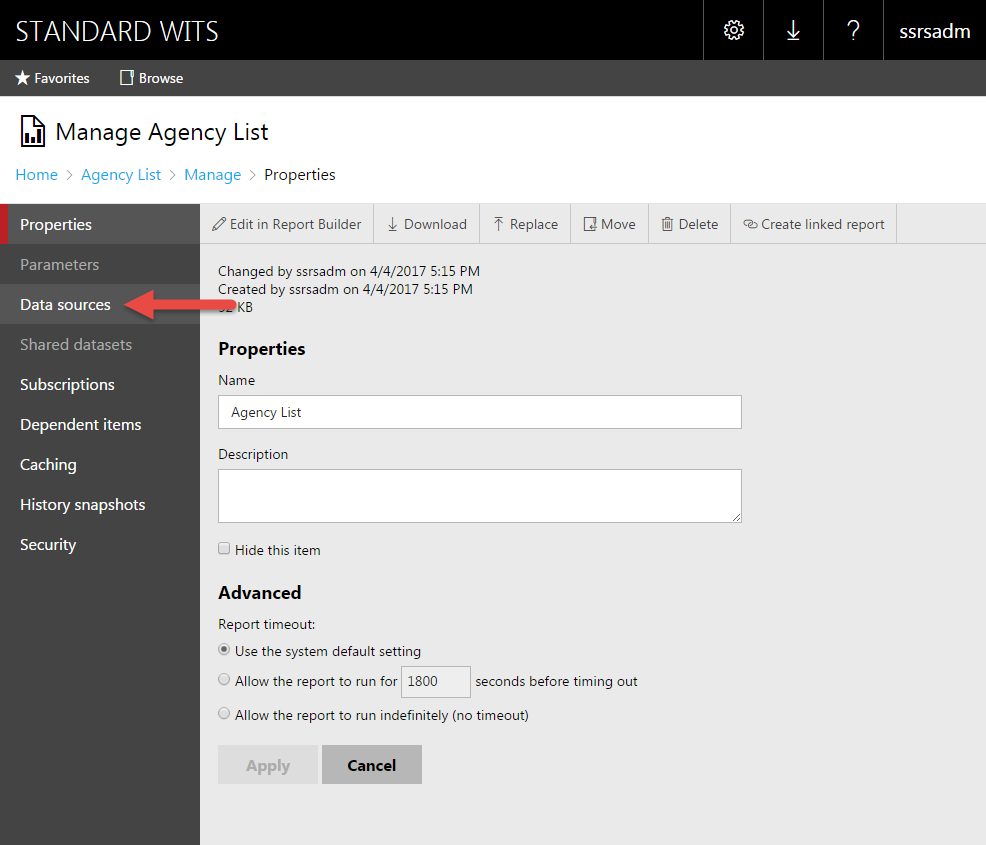 STANDARD WITS ? ssrsadm
Favorites Browse
Manage Agency List
Home > Agency List > Manage > Properties
Properties
Parameters
Data sources
Shared datasets
Subscriptions
Dependent items
Caching
History snapshots
Security
Edit in Report Builder Download Replace Move Delete Create linked report
Changed by ssrsadm on 4/4/2017 5:15 PM
Created by ssrsadm on 4/4/2017 5:15 PM
KB
Properties
Name
Agency List
Description
Hide this item
Advanced
Report timeout:
Use the system default setting
Allow the report to run for 1800 seconds before timing out
Allow the report to run indefinitely (no timeout)
Apply Cancel